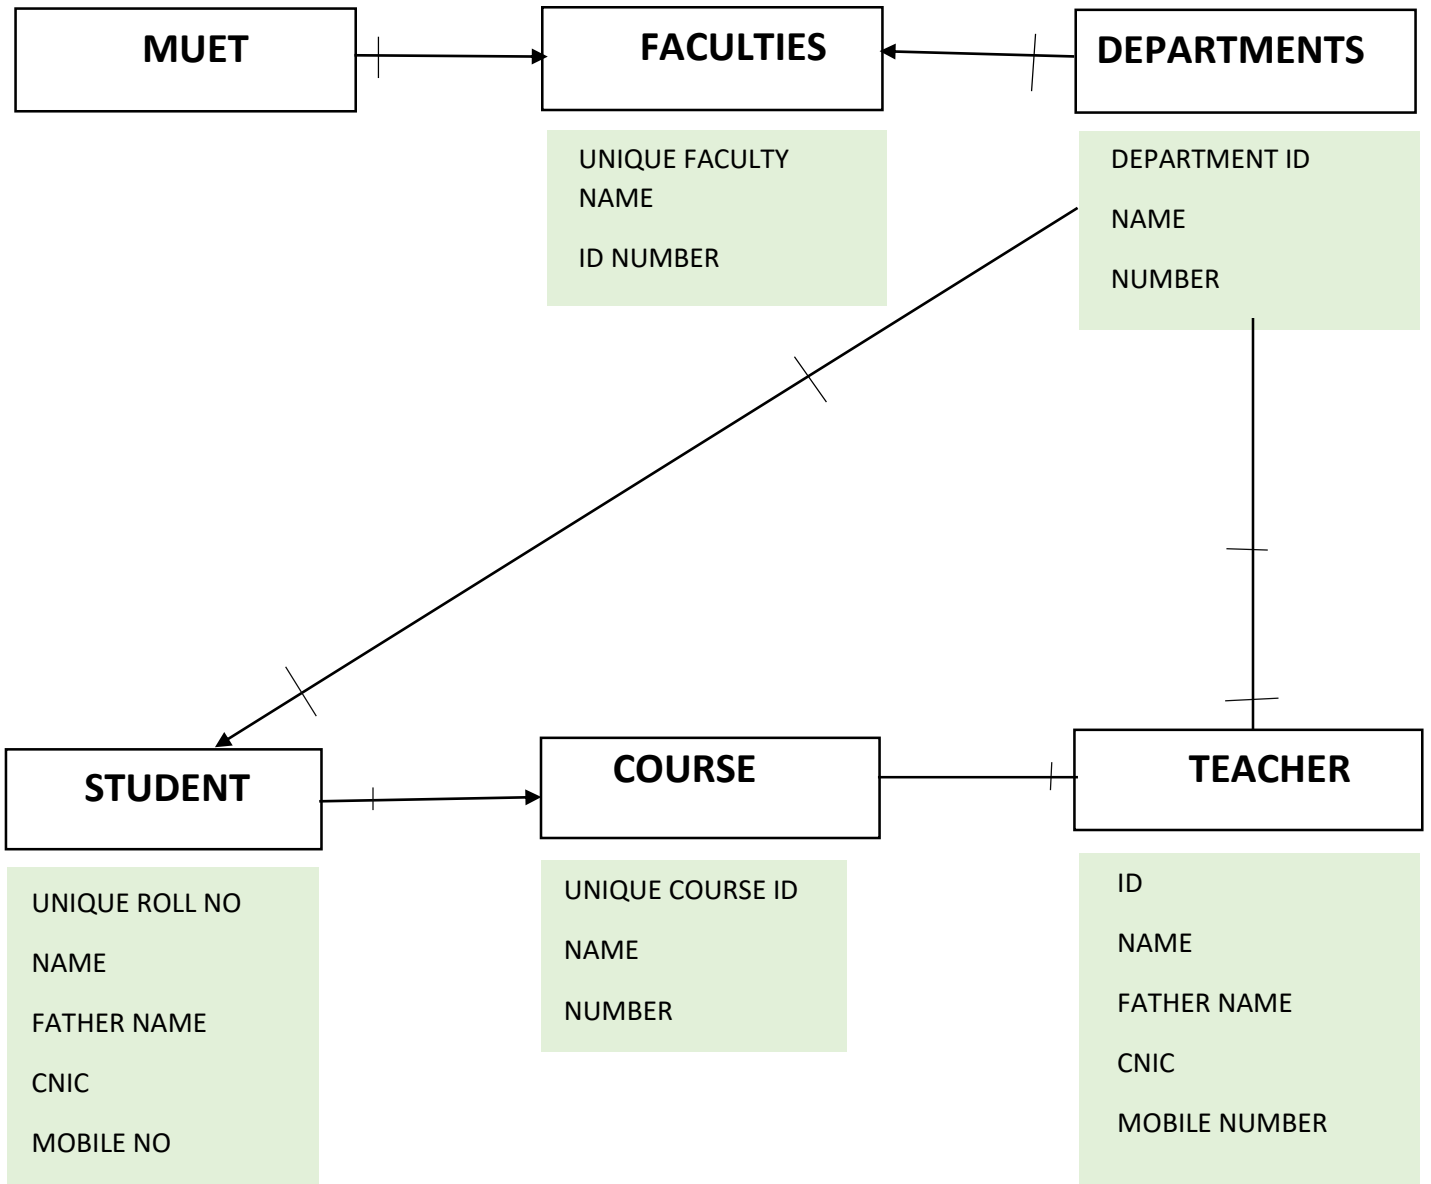 MUET
FACULTIES
DEPARTMENTS
UNIQUE FACULTY
NAME
ID NUMBER
DEPARTMENT ID
NAME
NUMBER
STUDENT
COURSE
TEACHER
UNIQUE ROLL NO
NAME
FATHER NAME
CNIC
MOBILE NO
UNIQUE COURSE ID
NAME
NUMBER
ID
NAME
FATHER NAME
CNIC
MOBILE NUMBER